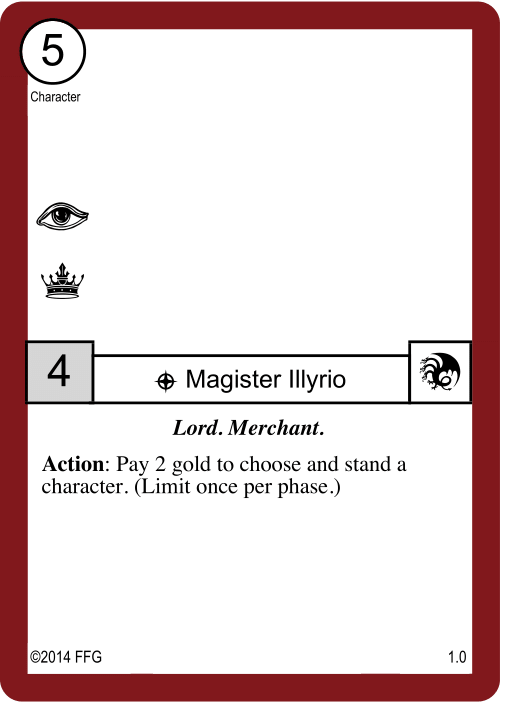 5
Character
4
Magister Illyrio
Lord. Merchant.
Action: Pay 2 gold to choose and stand a
character. (Limit once per phase.)
©2014 FFG
1.0